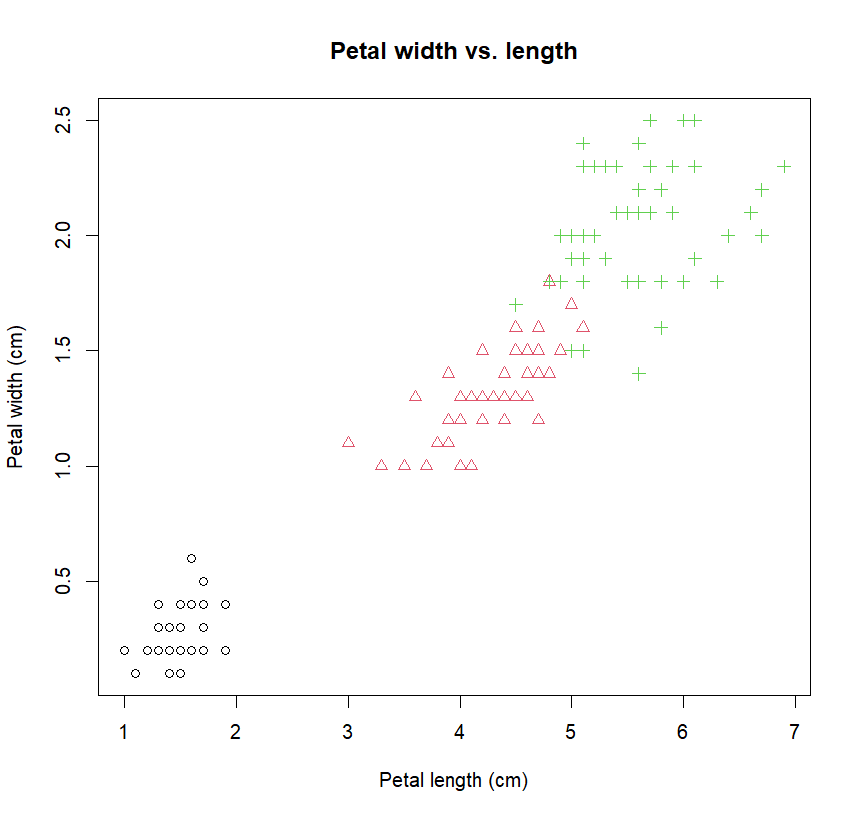 Petal width vs. length
Petal width (cm)
2.5
2.0
1.5
1.0
0.5
1 2 3 4 5 6 7
Petal length (cm)